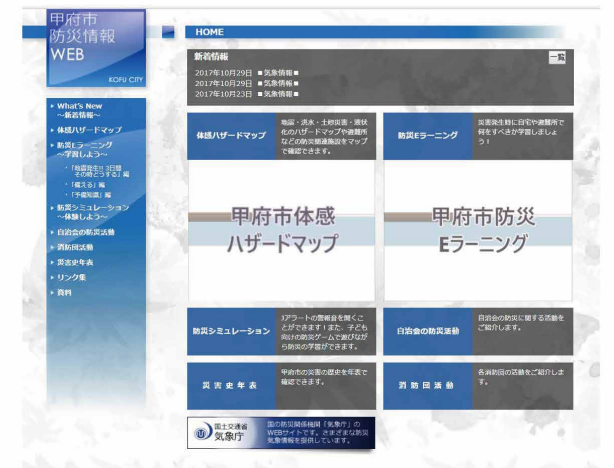 甲府市
防災情報
WEB
KOFU CITY
What's New
～新着情報～
体感ハザードマップ
防災Eラーニング
～学習しよう～
・「地震発生!! 3日間
その時どうする」編
・「備える」編
・「予備知識」編
防災シミュレーション
～体験しよう～
自治会の防災活動
消防団活動
災害史年表
リンク集
資料
HOME
新着情報
一覧
2017年10月29日 ■気象情報■
2017年10月29日 ■気象情報■
2017年10月23日 ■気象情報■
体感ハザードマップ
地震・洪水・土砂災害・液状
化のハザードマップや避難所
などの防災関連施設をマップ
で確認できます。
防災Eラーニング
災害発生時に自宅や避難所で
何をすべきか学習しましょ
う！
甲府市体感
ハザードマップ
甲府市防災
Eラーニング
防災シミュレーション
Jアラートの警報音を聞くこ
とができます！また、子ども
向けの防災ゲームで遊びなが
ら防災の学習ができます。
自治会の防災活動
自治会の防災に関する活動を
ご紹介します。
災害史年表
甲府市の災害の歴史を年表で
確認できます。
消防団活動
各消防団の活動をご紹介しま
す。
国土交通省
気象庁
国の防災関係機関「気象庁」の
WEBサイトです。さまざまな防災
気象情報を提供しています。